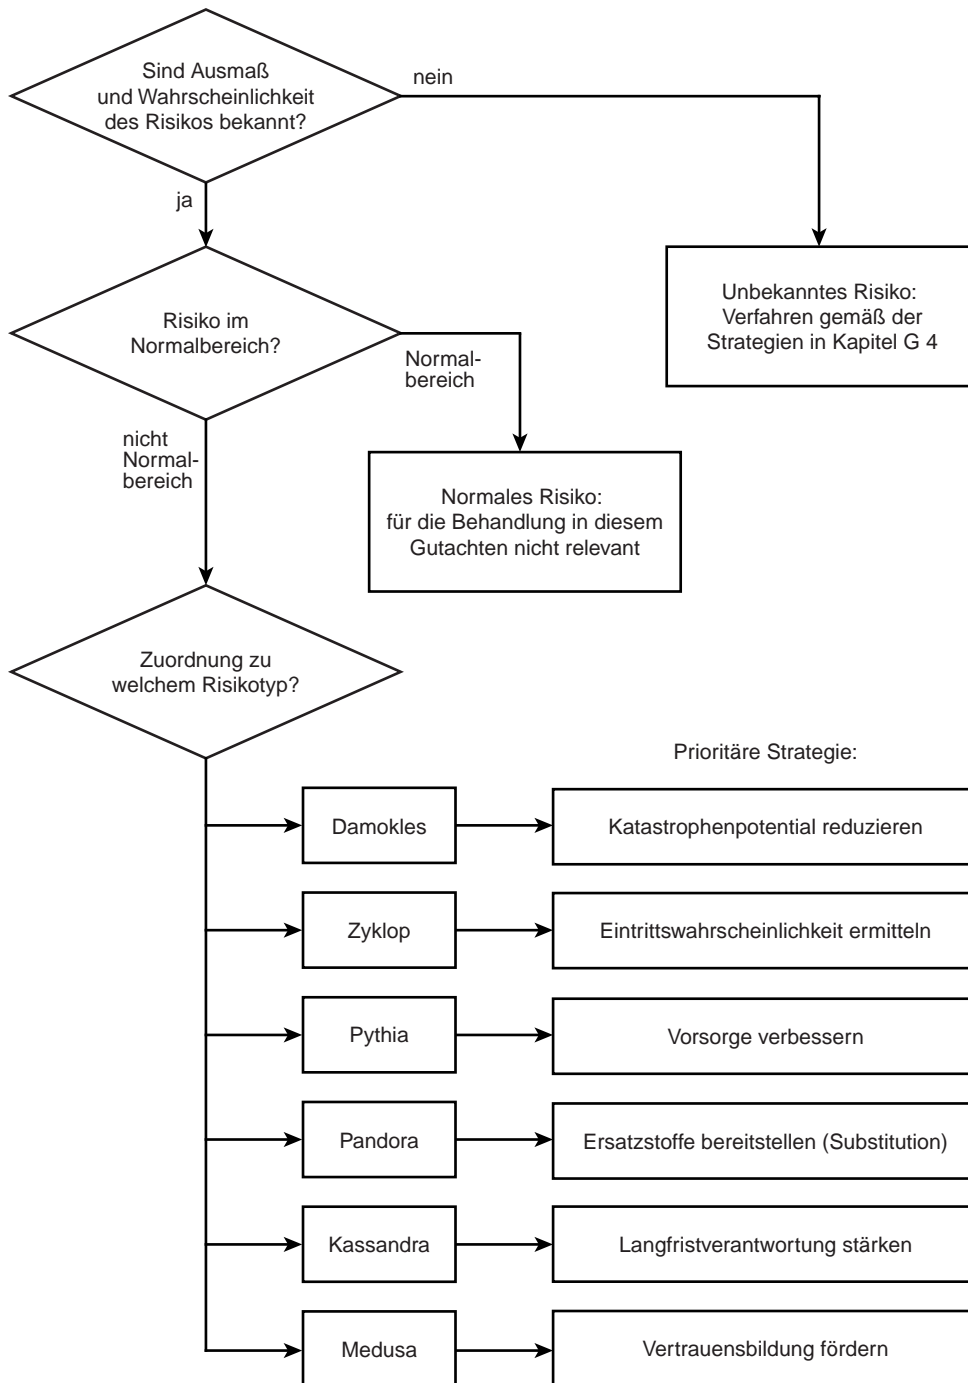 Sind Ausmaß
und Wahrscheinlichkeit
des Risikos bekannt?
nein
ja
Unbekanntes Risiko:
Verfahren gemäß der
Strategien in Kapitel G 4
Risiko im
Normalbereich?
Normal-
bereich
nicht
Normal-
bereich
Normales Risiko:
für die Behandlung in diesem
Gutachten nicht relevant
Zuordnung zu
welchem Risikotyp?
Prioritäre Strategie:
Damokles
Katastrophenpotential reduzieren
Zyklop
Eintrittswahrscheinlichkeit ermitteln
Pythia
Vorsorge verbessern
Pandora
Ersatzstoffe bereitstellen (Substitution)
Kassandra
Langfristverantwortung stärken
Medusa
Vertrauensbildung fördern